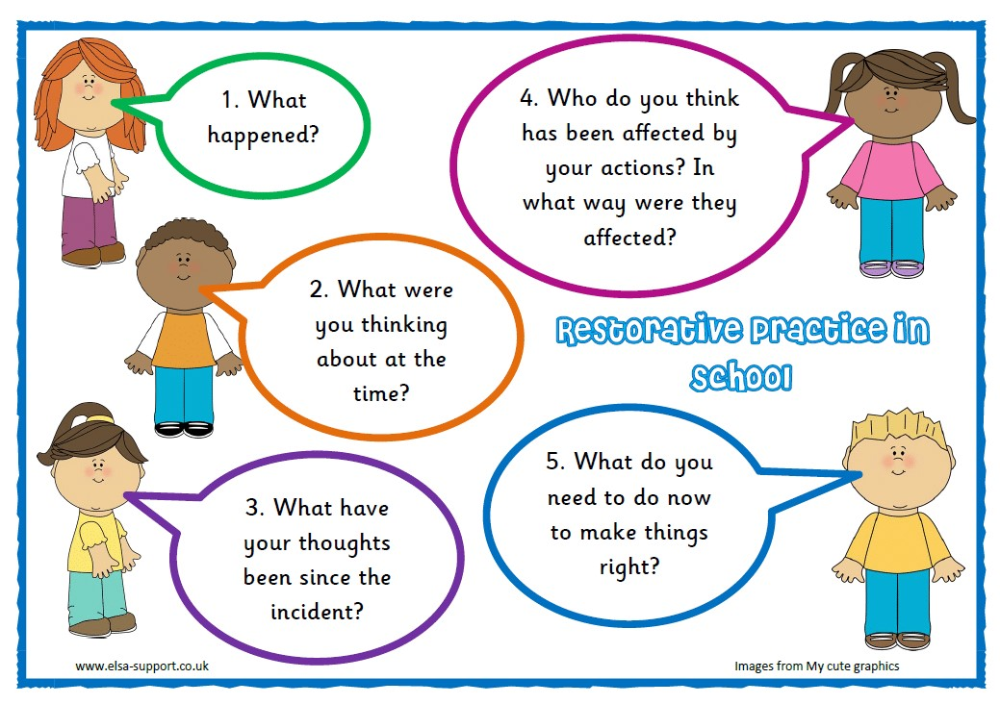 1. What
happened?
2. What were
you thinking
about at the
time?
3. What have
your thoughts
been since the
incident?
4. Who do you think
has been affected by
your actions? In
what way were they
affected?
Restorative Practice in
School
5. What do you
need to do now
to make things
right?
www.elsa-support.co.uk
Images from My cute graphics